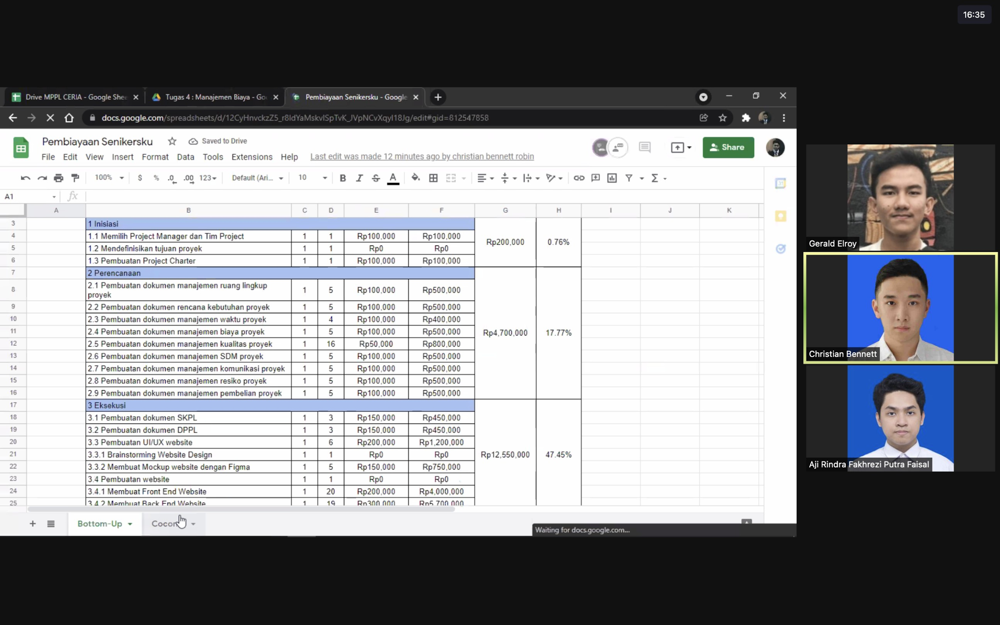 16:35
Drive MPPL CERIA - Google Shee
Tugas 4 : Manajemen Biaya - Go
Pembiayaan Senikersku - Google
docs.google.com/spreadsheets/d/12CyHnvckzZ5_r8IdYaMskvISpTvK_JVpNCvXqyI18Jg/edit#gid=812547858
Pembiayaan Senikersku
Saved to Drive
Share
File Edit View Insert Format Data Tools Extensions Help Last edit was made 12 minutes ago by christian bennett robin
100% $ % .0 .00 123 Default (Ari... 10 B I S A
A1 fx
31
A B C D E F G H I J K
3 1 Inisiasi
4 1.1 Memilih Project Manager dan Tim Project 1 1 Rp100,000 Rp100,000 Rp200,000 0.76%
5 1.2 Mendefinisikan tujuan proyek 1 1 Rp0 Rp0
6 1.3 Pembuatan Project Charter 1 1 Rp100,000 Rp100,000
7 2 Perencanaan
8 2.1 Pembuatan dokumen manajemen ruang lingkup
proyek 1 5 Rp100,000 Rp500,000
9 2.2 Pembuatan dokumen rencana kebutuhan proyek 1 5 Rp100,000 Rp500,000
10 2.3 Pembuatan dokumen manajemen waktu proyek 1 4 Rp100,000 Rp400,000
11 2.4 Pembuatan dokumen manajemen biaya proyek 1 5 Rp100,000 Rp500,000 Rp4,700,000 17.77%
12 2.5 Pembuatan dokumen manajemen kualitas proyek 1 16 Rp50,000 Rp800,000
13 2.6 Pembuatan dokumen manajemen SDM proyek 1 5 Rp100,000 Rp500,000
14 2.7 Pembuatan dokumen manajemen komunikasi proyek 1 5 Rp100,000 Rp500,000
15 2.8 Pembuatan dokumen manajemen resiko proyek 1 5 Rp100,000 Rp500,000
16 2.9 Pembuatan dokumen manajemen pembelian proyek 1 5 Rp100,000 Rp500,000
17 3 Eksekusi
18 3.1 Pembuatan dokumen SKPL 1 3 Rp150,000 Rp450,000
19 3.2 Pembuatan dokumen DPPL 1 3 Rp150,000 Rp450,000
20 3.3 Pembuatan UI/UX website 1 6 Rp200,000 Rp1,200,000
21 3.3.1 Brainstorming Website Design 1 1 Rp0 Rp0 Rp12,550,000 47.45%
22 3.3.2 Membuat Mockup website dengan Figma 1 5 Rp150,000 Rp750,000
23 3.4 Pembuatan website 1 1 Rp0 Rp0
24 3.4.1 Membuat Front End Website 1 20 Rp200,000 Rp4,000,000
25 3.4.2 Membuat Back End Website 1 19 Rp300,000 Rp5,700,000
Bottom-Up
Waiting for docs.google.com...
Gerald Elroy
Christian Bennett
Aji Rindra Fakhrezi Putra Faisal